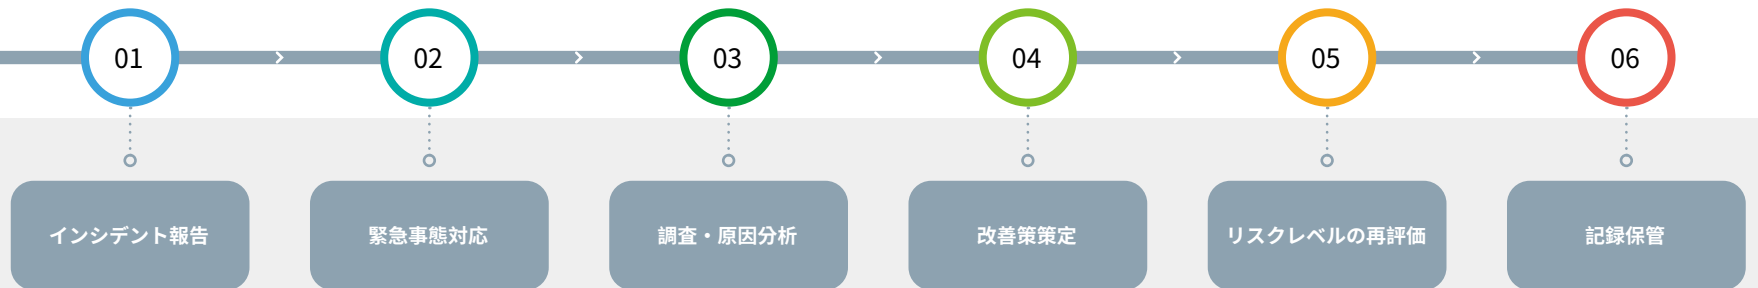 01
02
03
04
05
06
インシデント報告
緊急事態対応
調査・原因分析
改善策策定
リスクレベルの再評価
記録保管